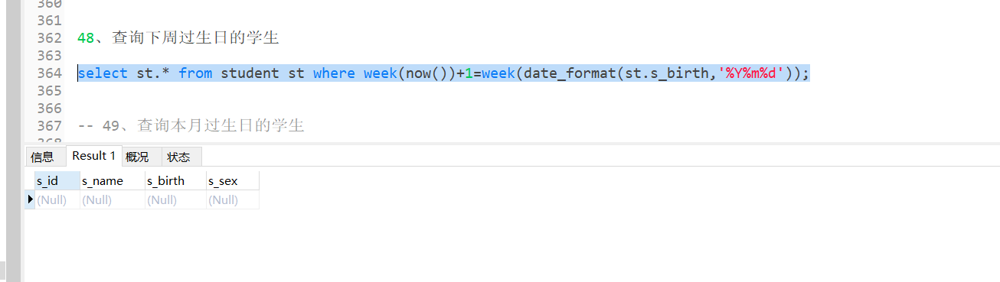 360
361
362 48、查询下周过生日的学生
363
364 select st.* from student st where week(now())+1=week(date_format(st.s_birth,'%Y%m%d'));
365
366
367 -- 49、查询本月过生日的学生
368
信息 Result 1 概况 状态
s_id s_name s_birth s_sex
(Null) (Null) (Null) (Null)